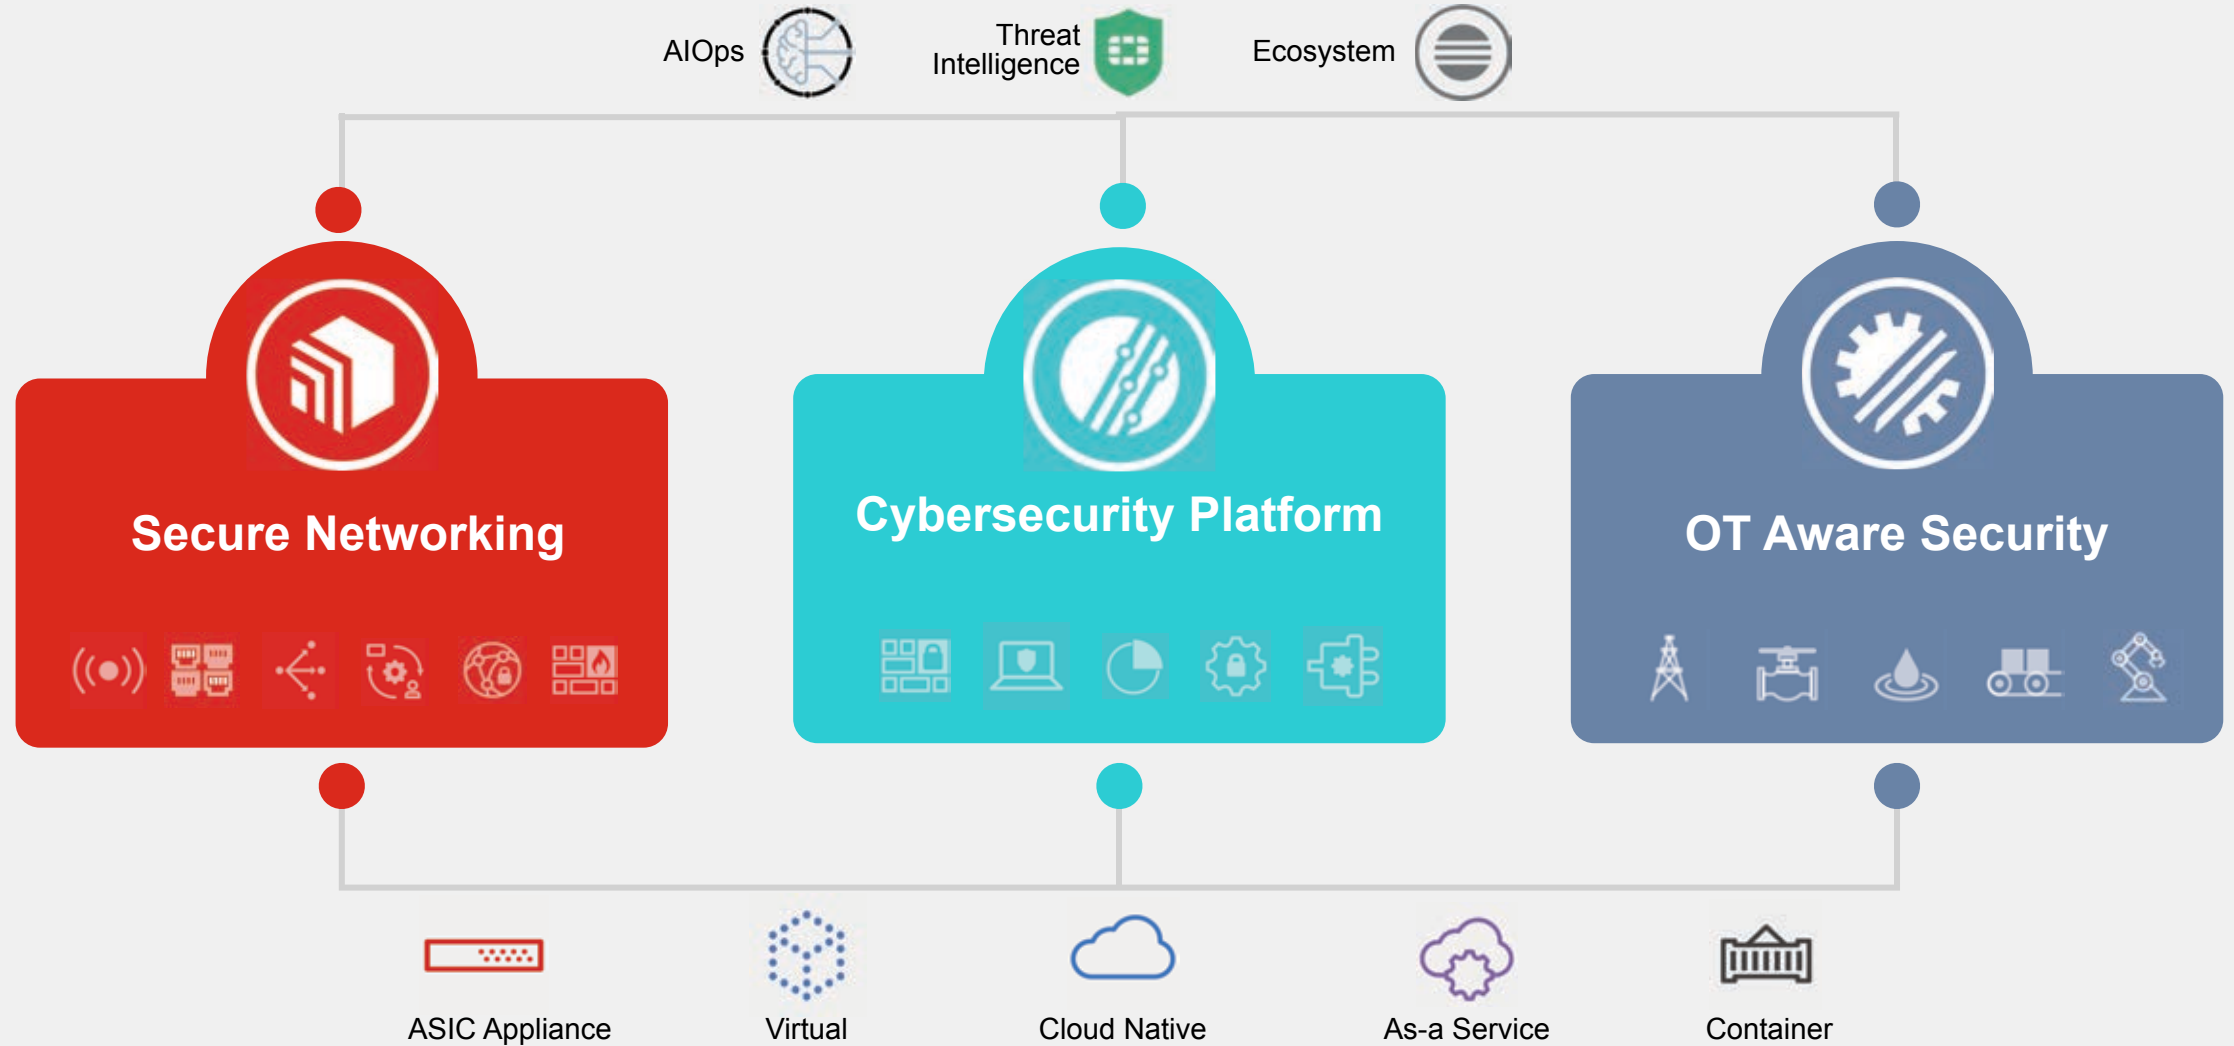 AIOps
Threat
Intelligence
Ecosystem
Secure Networking
Cybersecurity Platform
OT Aware Security
ASIC Appliance
Virtual
Cloud Native
As-a Service
Container